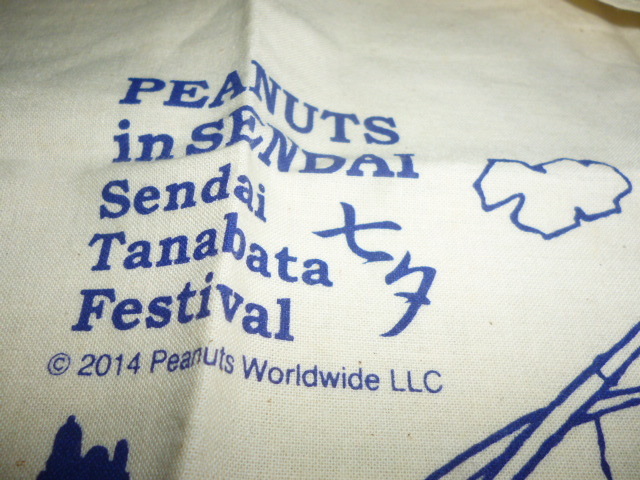 PEANUTS
in SENDAI
Sendai
Tanabata
Festival
七夕
© 2014 Peanuts Worldwide LLC